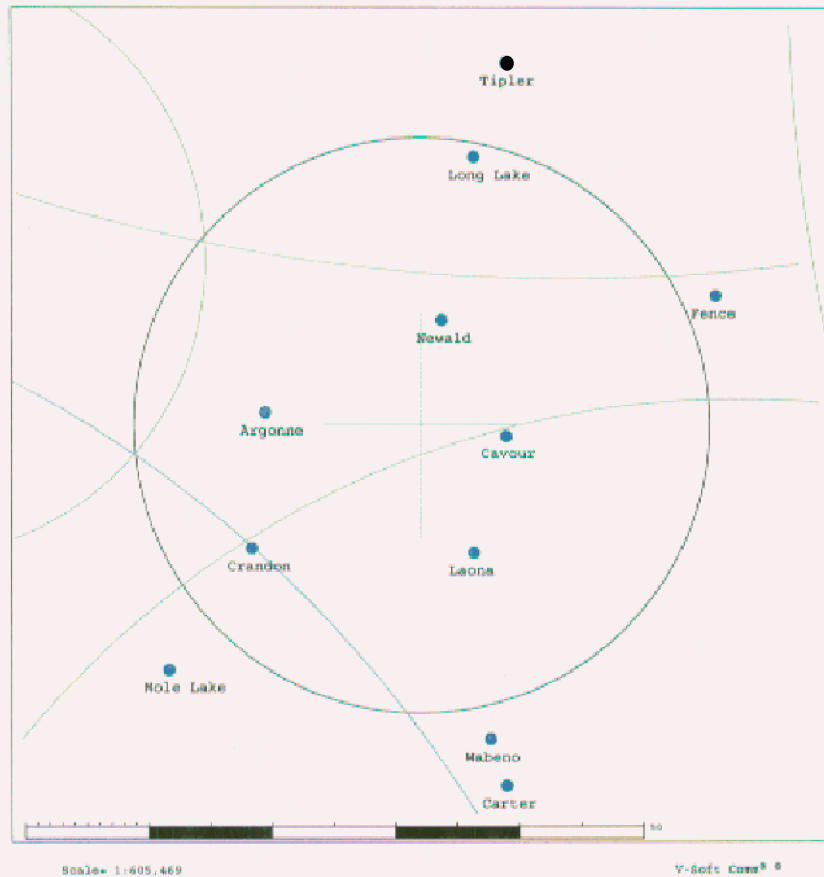 Tipler
Long Lake
Fence
Newald
Argonne
Cavour
Crandon
Laona
Mole Lake
Wabeno
Carter
50
Scale= 1:605,469
V-Soft Comm® ©